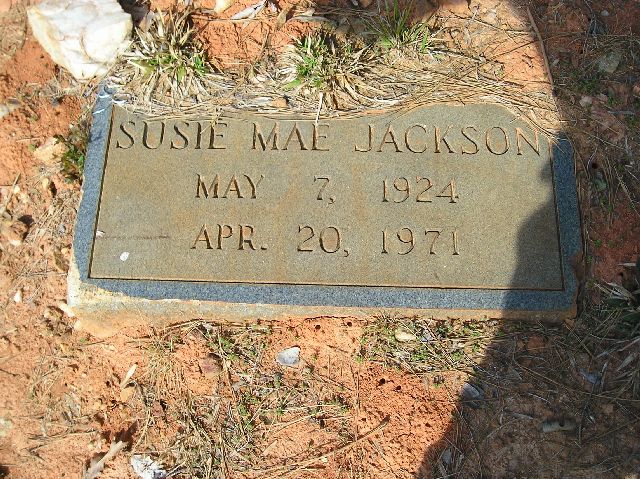 SUSIE MAE JACKSON
MAY 7, 1924
APR. 20, 1971